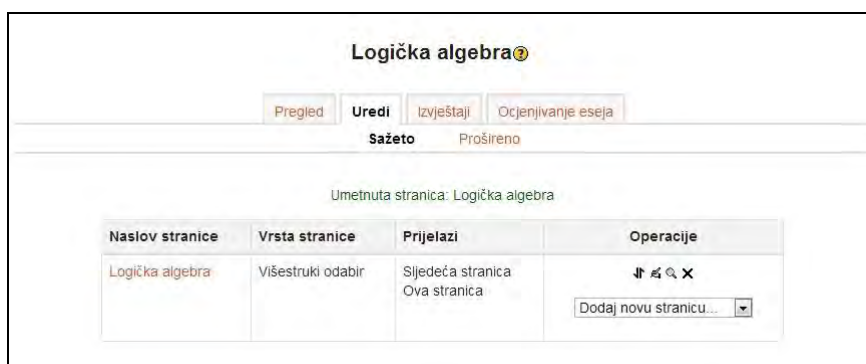 Logička algebra
Pregled Uredi Izvještaji Ocjenjivanje eseja
Sažeto Prošireno
Umetnuta stranica: Logička algebra
Naslov stranice Vrsta stranice Prijelazi Operacije
Logička algebra Višestruki odabir Sljedeća stranica
Ova stranica
Dodaj novu stranicu...